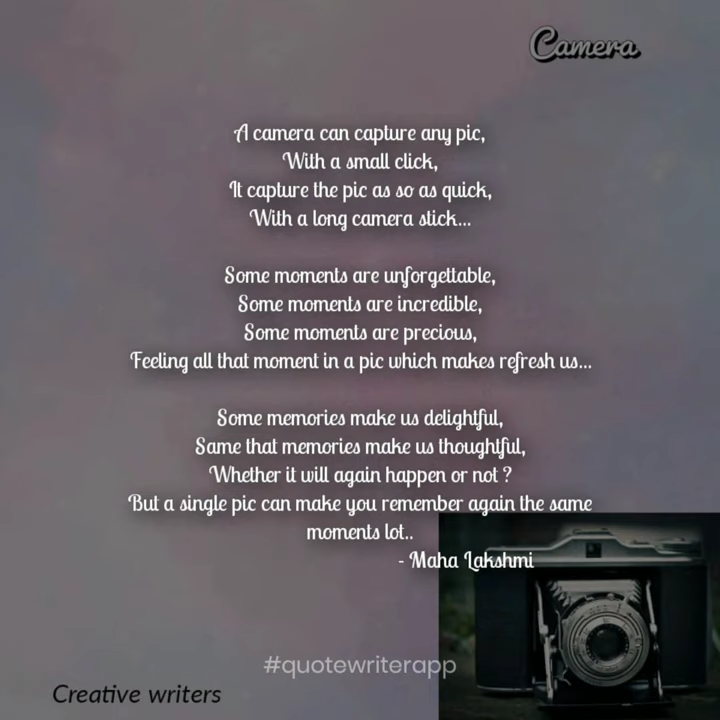 Camera
A camera can capture any pic,
With a small click,
It capture the pic as so as quick,
With a long camera stick...
Some moments are unforgettable,
Some moments are incredible,
Some moments are precious,
Feeling all that moment in a pic which makes refresh us...
Some memories make us delightful,
Same that memories make us thoughtful,
Whether it will again happen or not ?
But a single pic can make you remember again the same
moments lot..
- Maha Lakshmi
#quotewriterapp
Creative writers